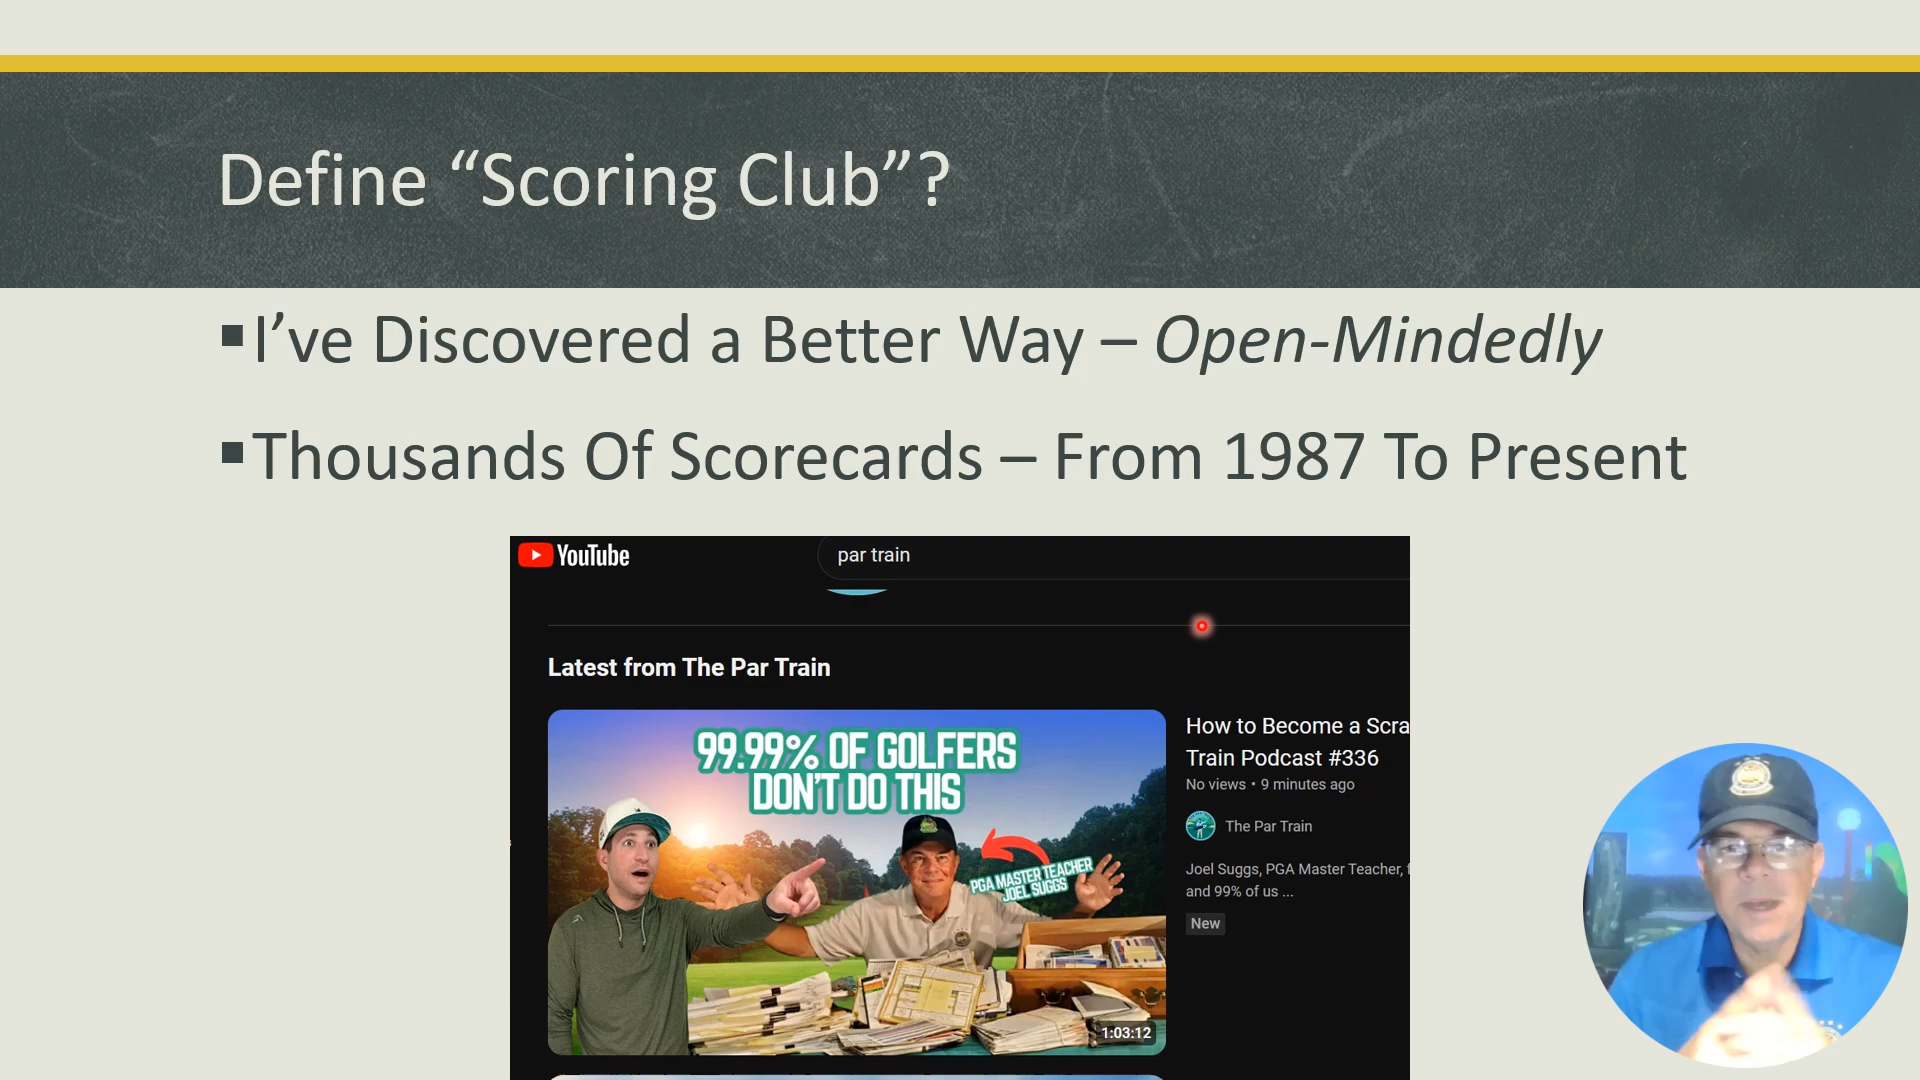 Define “Scoring Club”?
▪I’ve Discovered a Better Way – Open-Mindedly
▪Thousands Of Scorecards – From 1987 To Present
YouTube
par train
Latest from The Par Train
99.99% OF GOLFERS
DON'T DO THIS
PGA MASTER TEACHER
JOEL SUGGS
1:03:12
How to Become a Scra
Train Podcast #336
No views • 9 minutes ago
The Par Train
Joel Suggs, PGA Master Teacher,
and 99% of us ...
New